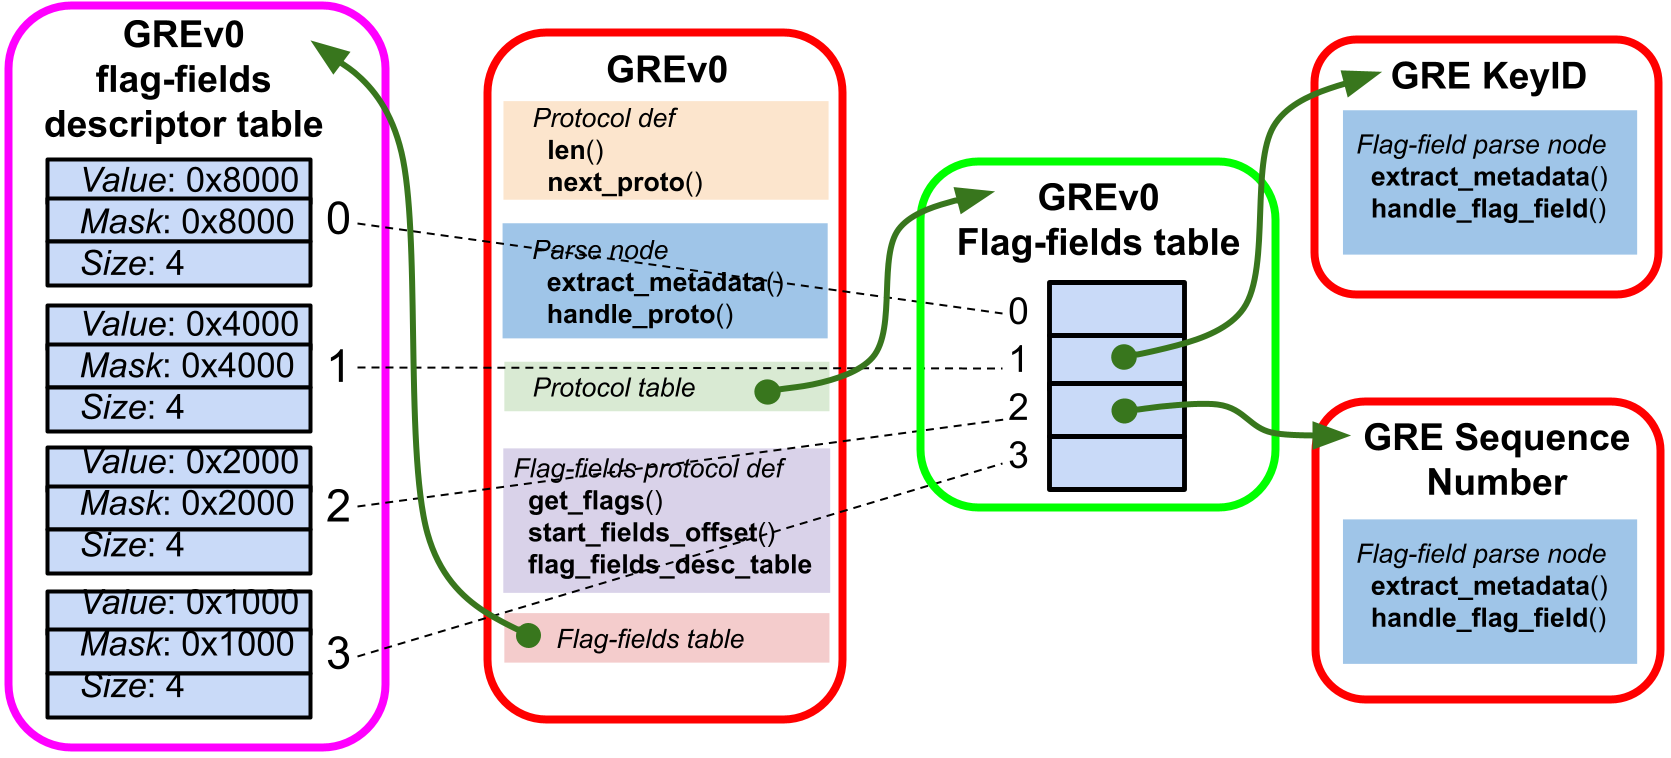 GREv0
flag-fields
descriptor table
Value: 0x8000
Mask: 0x8000
Size: 4
0
Value: 0x4000
Mask: 0x4000
Size: 4
1
Value: 0x2000
Mask: 0x2000
Size: 4
2
Value: 0x1000
Mask: 0x1000
Size: 4
3
GREv0
Protocol def
len()
next_proto()
Parse node
extract_metadata()
handle_proto()
Protocol table
Flag-fields protocol def
get_flags()
start_fields_offset()
flag_fields_desc_table
Flag-fields table
GREv0
Flag-fields table
0
1
2
3
GRE KeyID
Flag-field parse node
extract_metadata()
handle_flag_field()
GRE Sequence
Number
Flag-field parse node
extract_metadata()
handle_flag_field()